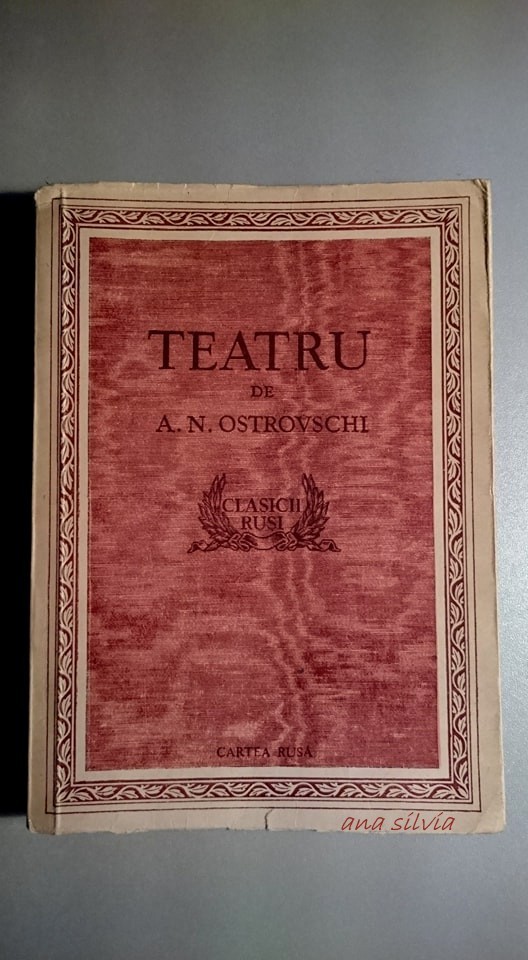 TEATRU
DE
A. N. OSTROVSCHI
CLASICII
RUSI
CARTEA RUSĂ
ana silvia